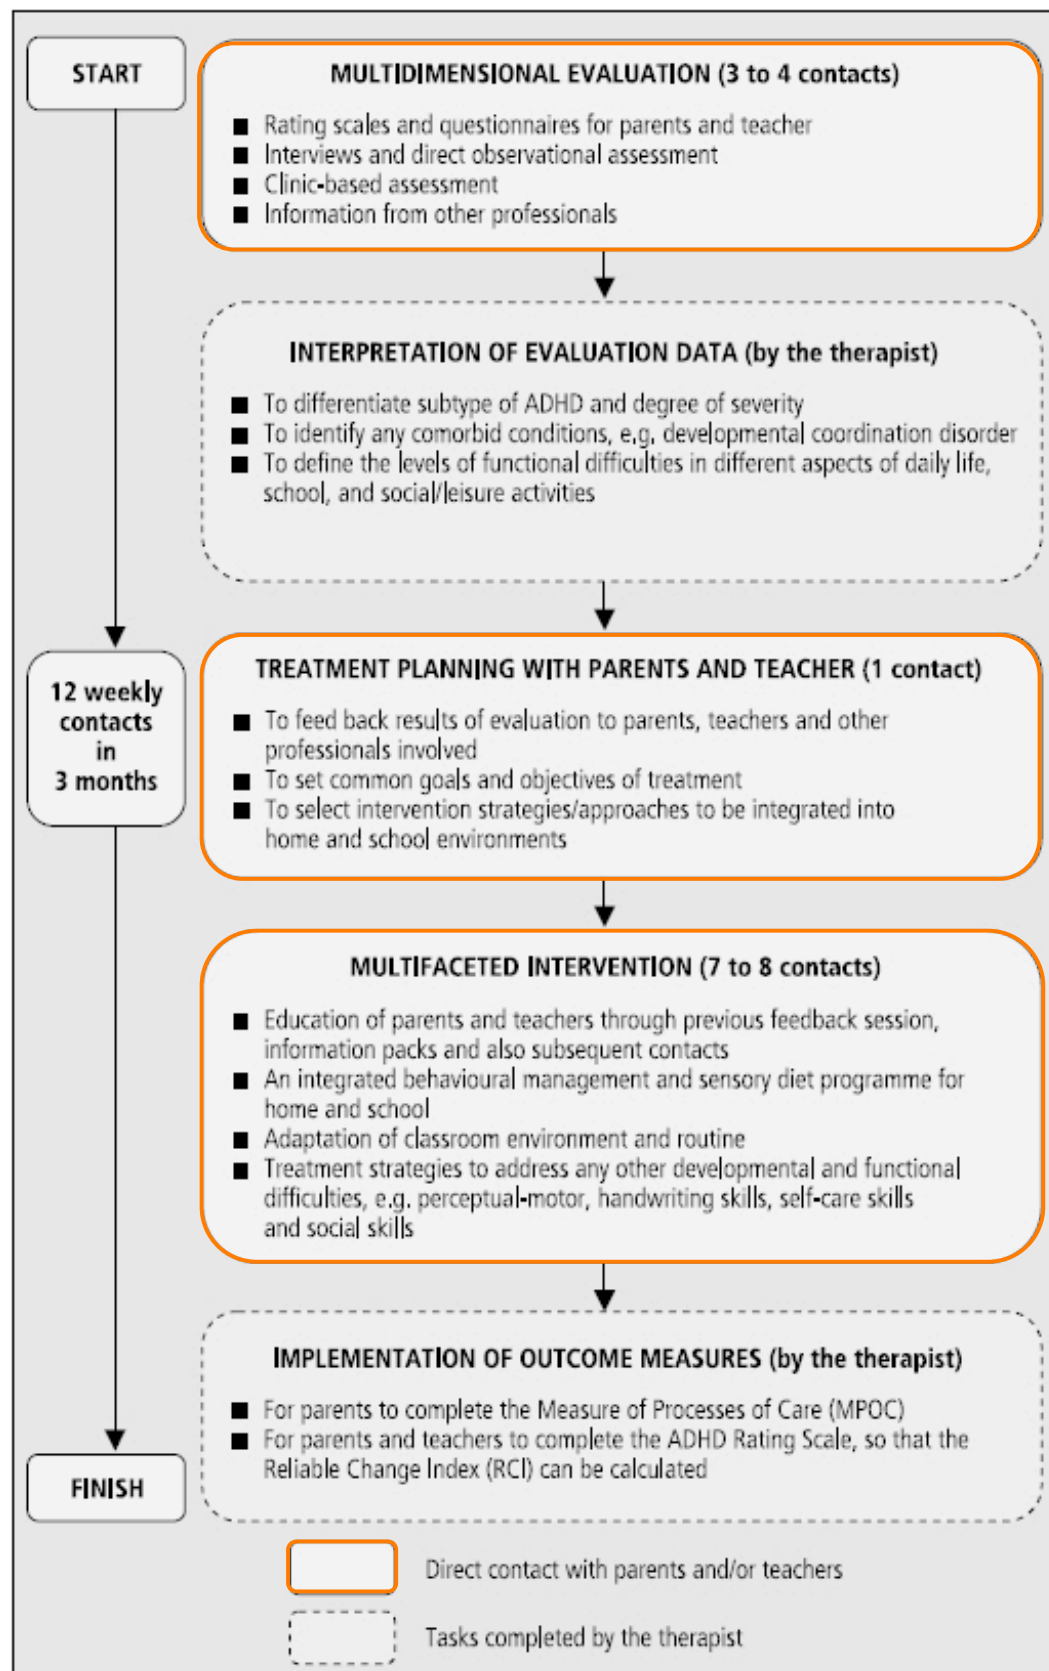 START
MULTIDIMENSIONAL EVALUATION (3 to 4 contacts)
■ Rating scales and questionnaires for parents and teacher
■ Interviews and direct observational assessment
■ Clinic-based assessment
■ Information from other professionals
INTERPRETATION OF EVALUATION DATA (by the therapist)
■ To differentiate subtype of ADHD and degree of severity
■ To identify any comorbid conditions, e.g. developmental coordination disorder
■ To define the levels of functional difficulties in different aspects of daily life,
school, and social/leisure activities
12 weekly
contacts
in
3 months
TREATMENT PLANNING WITH PARENTS AND TEACHER (1 contact)
■ To feed back results of evaluation to parents, teachers and other
professionals involved
■ To set common goals and objectives of treatment
■ To select intervention strategies/approaches to be integrated into
home and school environments
MULTIFACETED INTERVENTION (7 to 8 contacts)
■ Education of parents and teachers through previous feedback session,
information packs and also subsequent contacts
■ An integrated behavioural management and sensory diet programme for
home and school
■ Adaptation of classroom environment and routine
■ Treatment strategies to address any other developmental and functional
difficulties, e.g. perceptual-motor, handwriting skills, self-care skills
and social skills
IMPLEMENTATION OF OUTCOME MEASURES (by the therapist)
■ For parents to complete the Measure of Processes of Care (MPOC)
■ For parents and teachers to complete the ADHD Rating Scale, so that the
Reliable Change Index (RCI) can be calculated
FINISH
Direct contact with parents and/or teachers
Tasks completed by the therapist